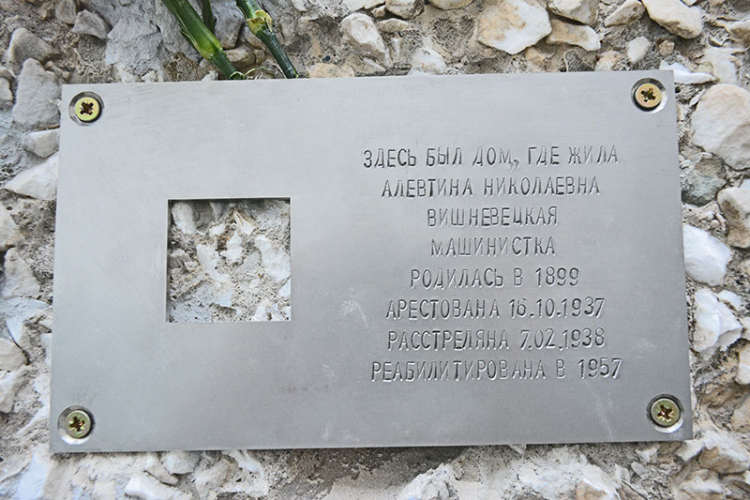 ЗДЕСЬ БЫЛ ДОМ, ГДЕ ЖИЛА
АЛЕВТИНА НИКОЛАЕВНА
ВИШНЕВЕЦКАЯ
МАШИНИСТКА
РОДИЛАСЬ В 1899
АРЕСТОВАНА 16.10.1937
РАССТРЕЛЯНА 7.02.1938
РЕАБИЛИТИРОВАНА В 1957